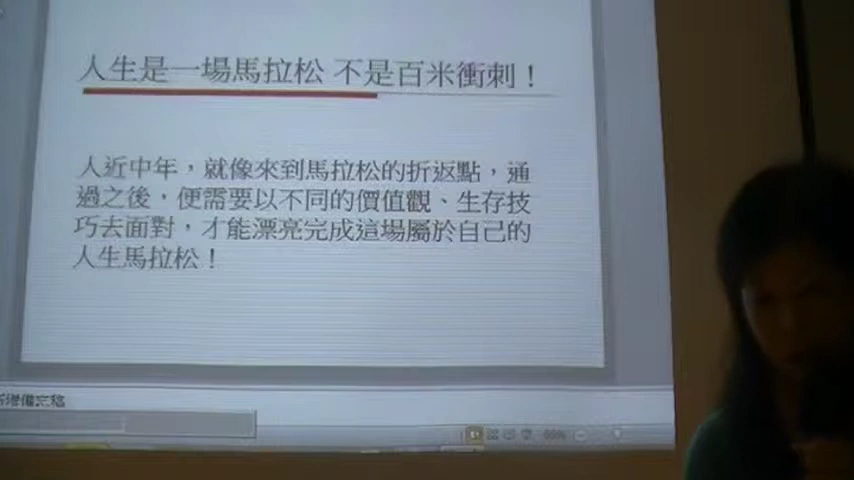 人生是一場馬拉松 不是百米衝刺！
人近中年，就像來到馬拉松的折返點，通
過之後，便需要以不同的價值觀、生存技
巧去面對，才能漂亮完成這場屬於自己的
人生馬拉松！